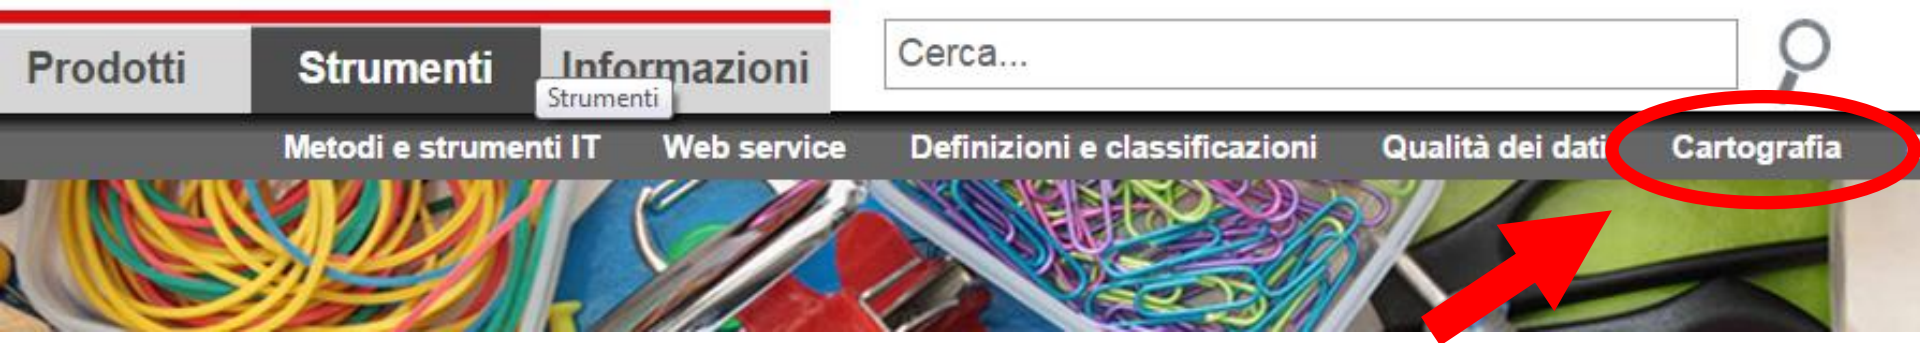 Prodotti Strumenti Informazioni Cerca...
Strumenti
Metodi e strumenti IT Web service Definizioni e classificazioni Qualità dei dati Cartografia